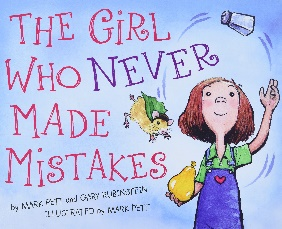 THE GiRL
WHO NEVER
MADE
MiSTAKES
by MARK PETT and GARY RUBINSTEIN
ILLUSTRATED by MARK PETT